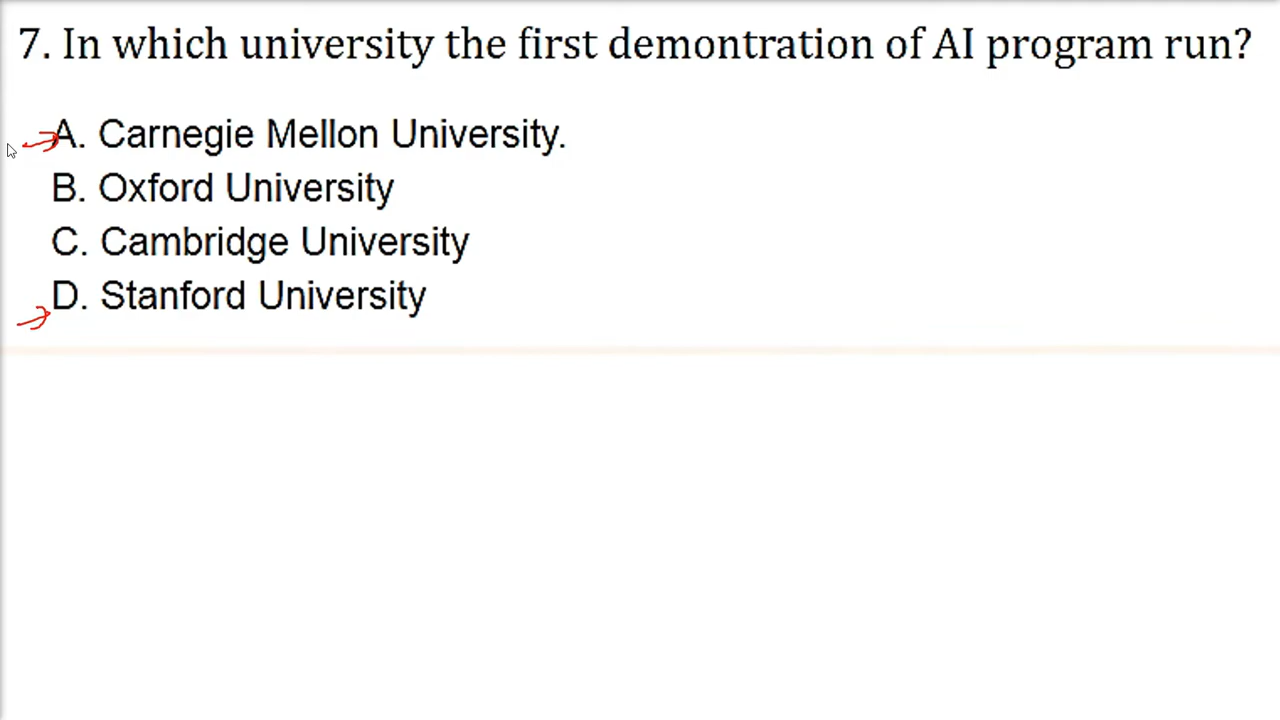 7. In which university the first demontration of AI program run?
A. Carnegie Mellon University.
B. Oxford University
C. Cambridge University
D. Stanford University